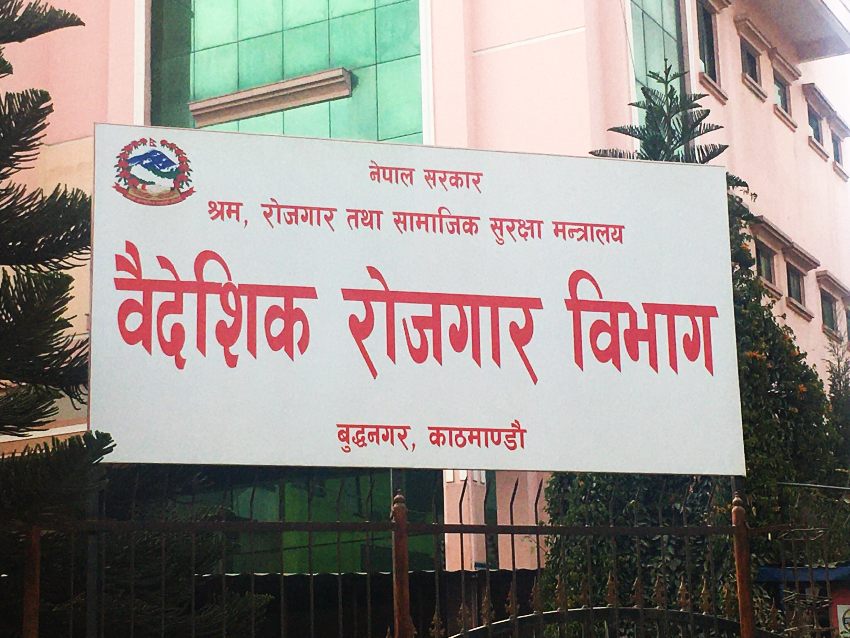 नेपाल सरकार
श्रम, रोजगार तथा सामाजिक सुरक्षा मन्त्रालय
वैदेशिक रोजगार विभाग
बुद्धनगर, काठमाण्डौ